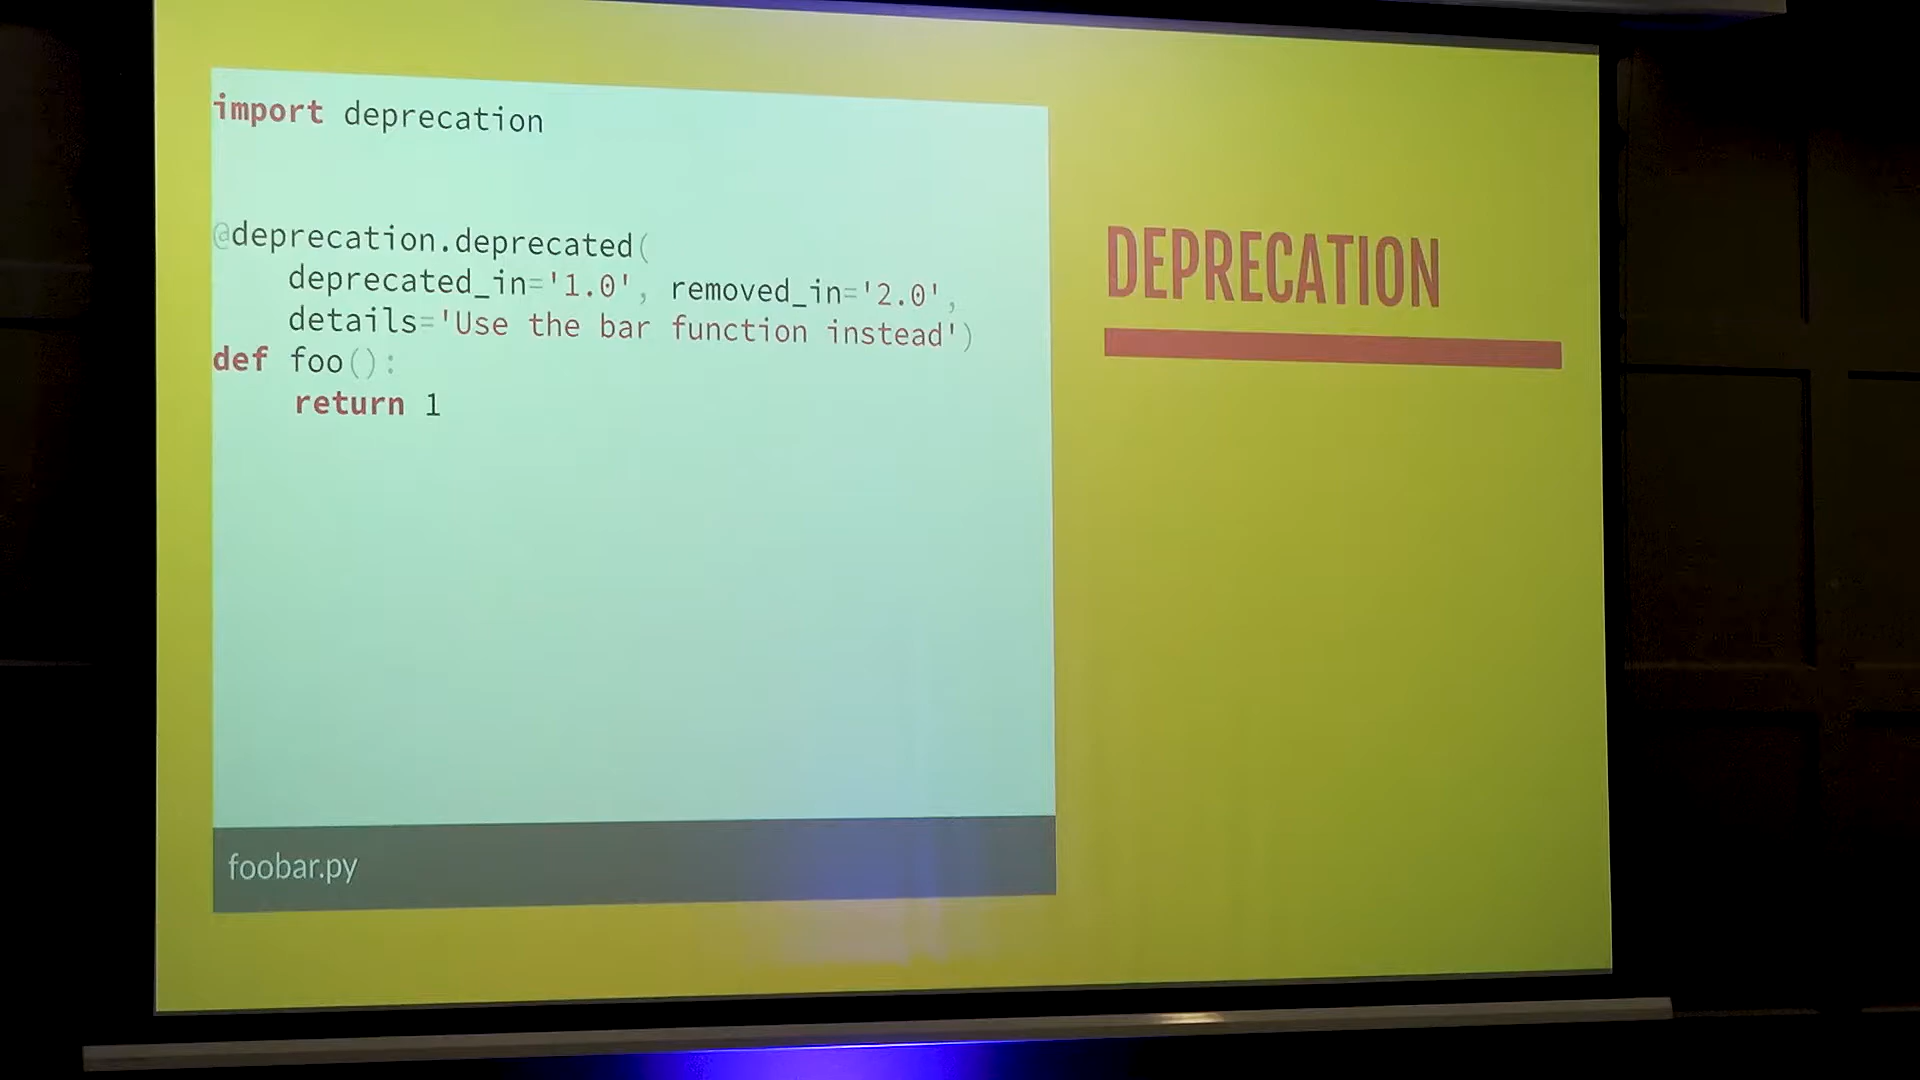 import deprecation
@deprecation.deprecated(
    deprecated_in='1.0', removed_in='2.0',
    details='Use the bar function instead')
def foo():
    return 1
foobar.py
DEPRECATION